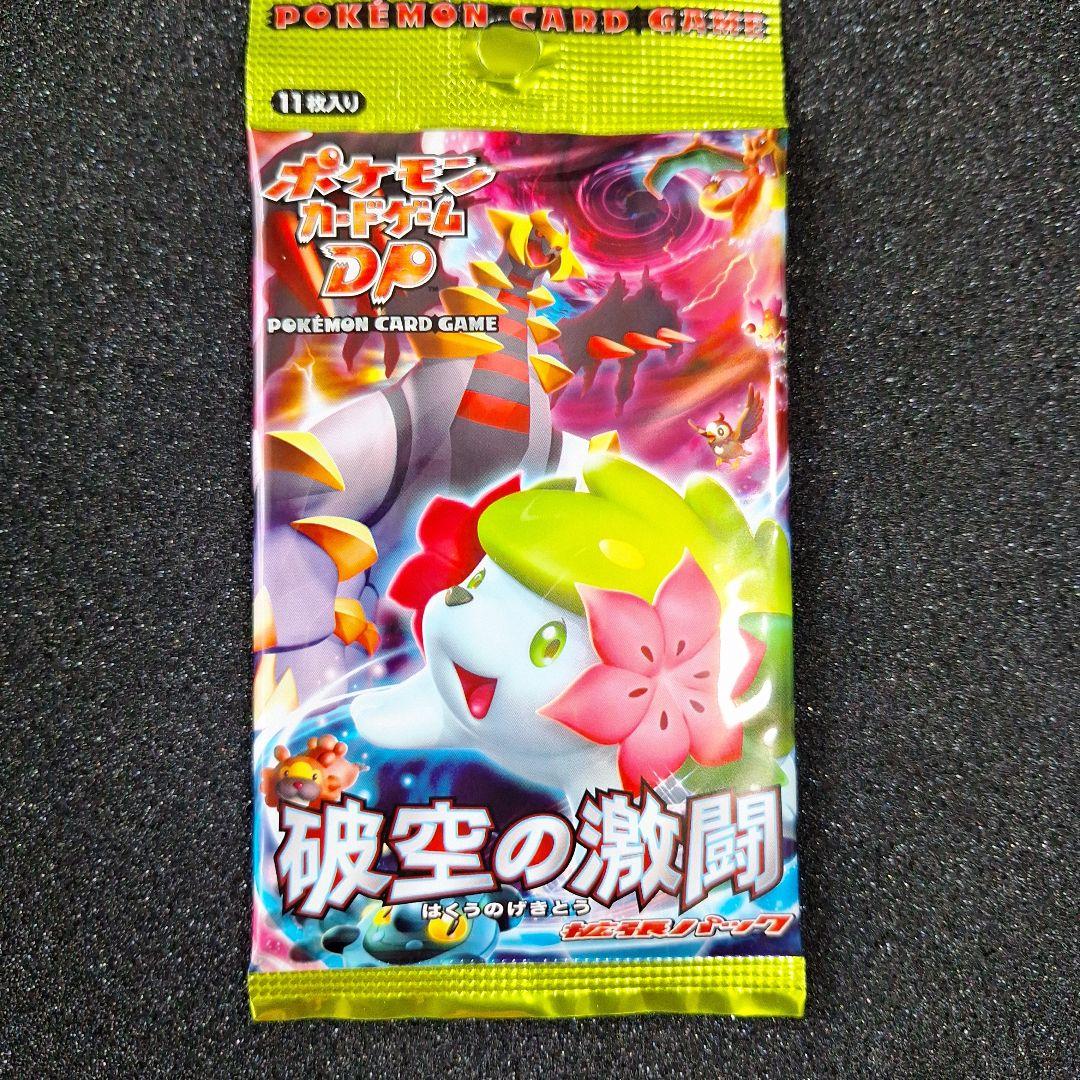 POKÉMON CARD GAME
11枚入り
ポケモン
カードゲーム
DP™
POKÉMON CARD GAME
破空の激闘
はくうのげきとう
拡張パック